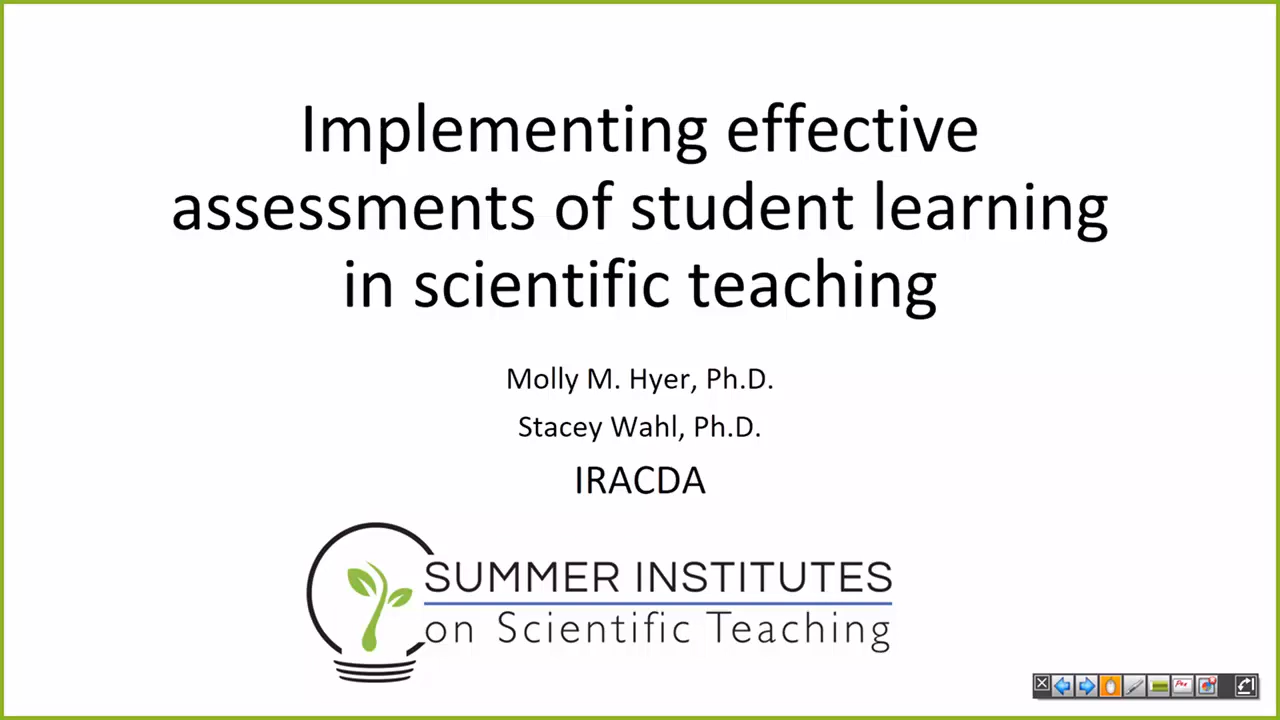 Implementing effective
assessments of student learning
in scientific teaching
Molly M. Hyer, Ph.D.
Stacey Wahl, Ph.D.
IRACDA
SUMMER INSTITUTES
on Scientific Teaching